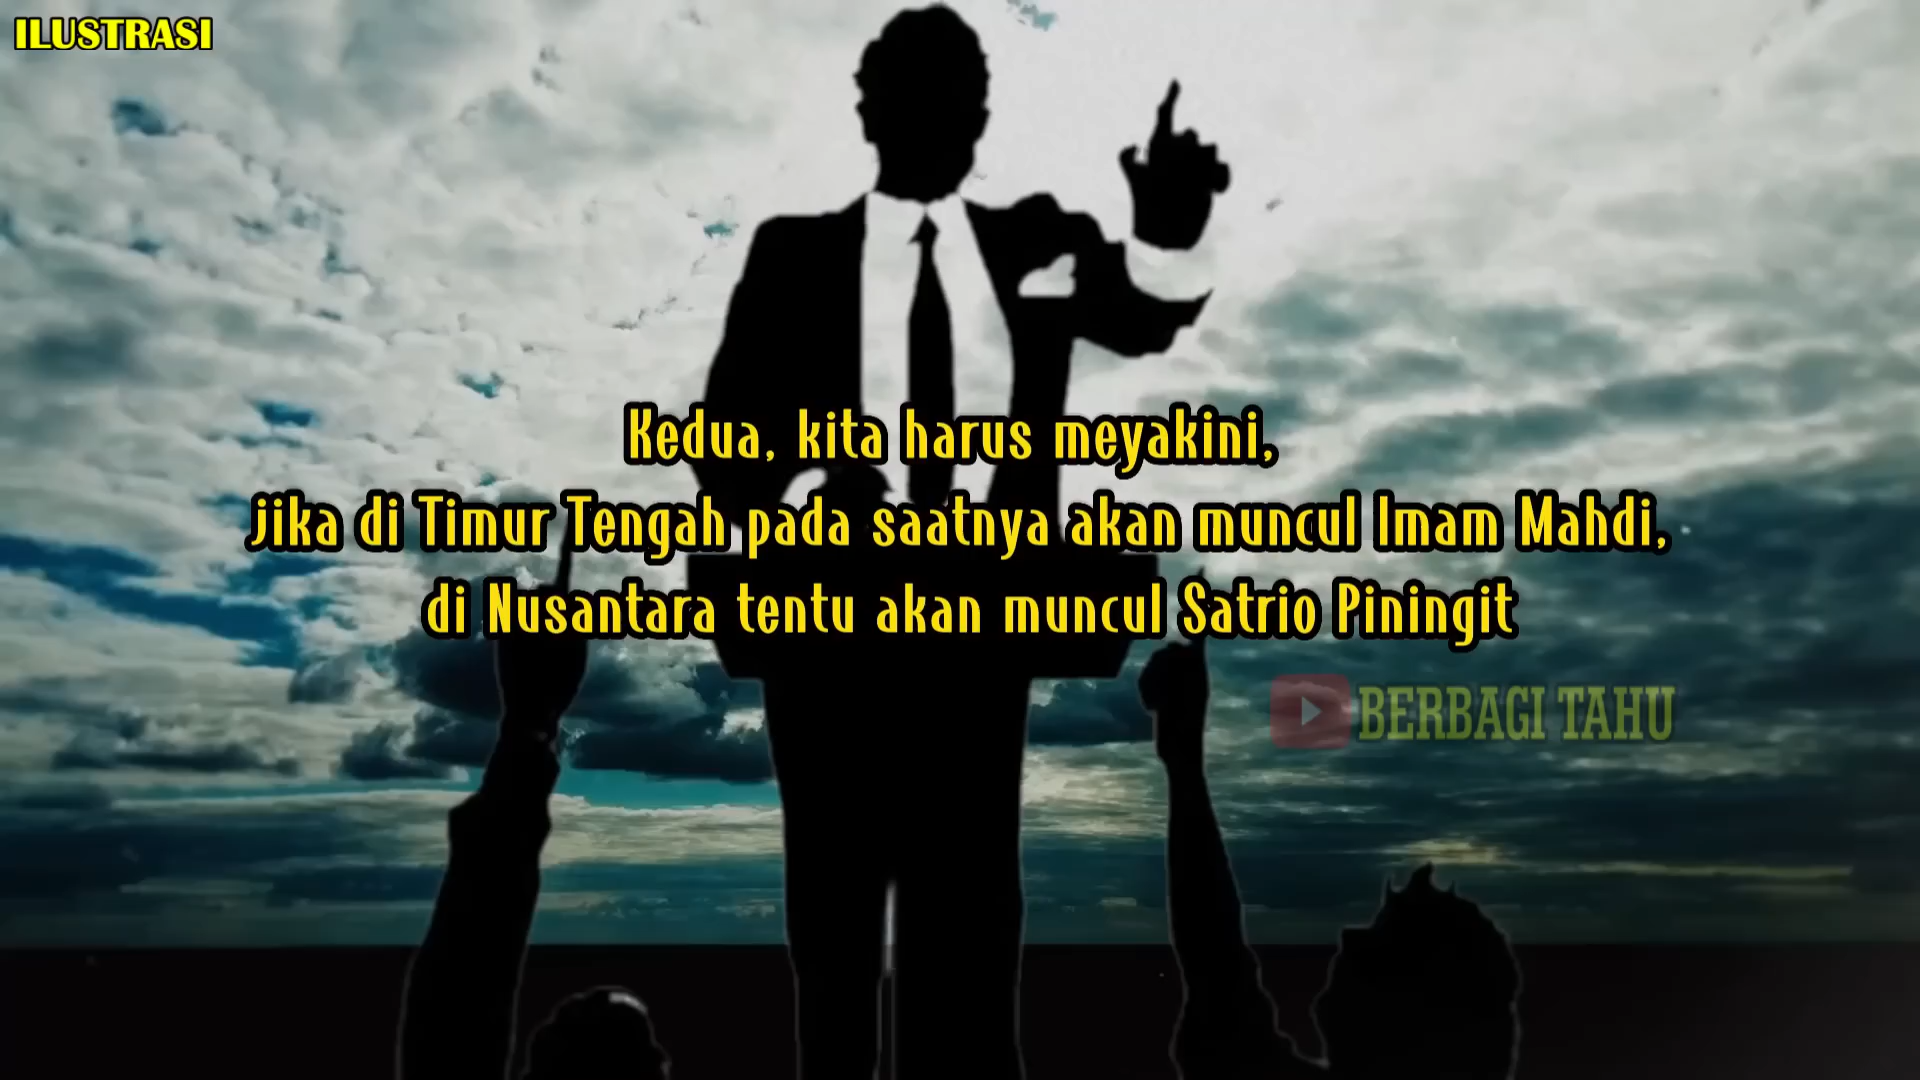 ILUSTRASI
Kedua, kita harus meyakini,
jika di Timur Tengah pada saatnya akan muncul Imam Mahdi,
di Nusantara tentu akan muncul Satrio Piningit
BERBAGI TAHU